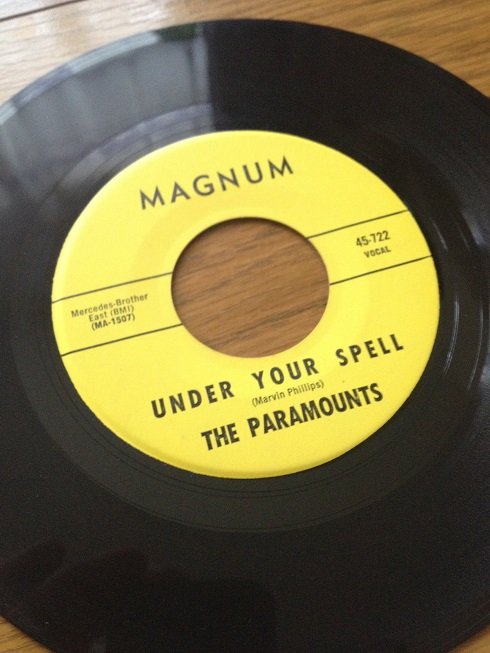 MAGNUM
45-722
VOCAL
Mercedes-Brother
East (BMI)
(MA-1507)
UNDER YOUR SPELL
(Marvin Phillips)
THE PARAMOUNTS